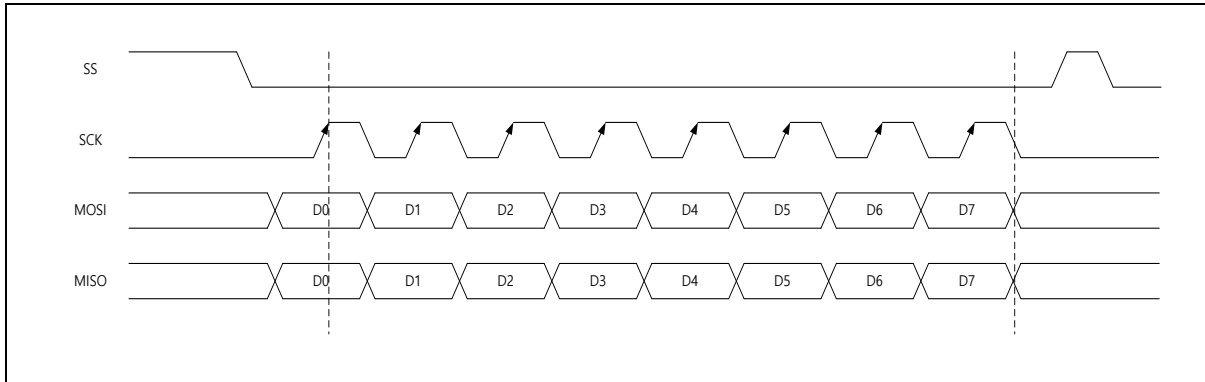 SS
SCK
MOSI D0 D1 D2 D3 D4 D5 D6 D7
MISO D0 D1 D2 D3 D4 D5 D6 D7